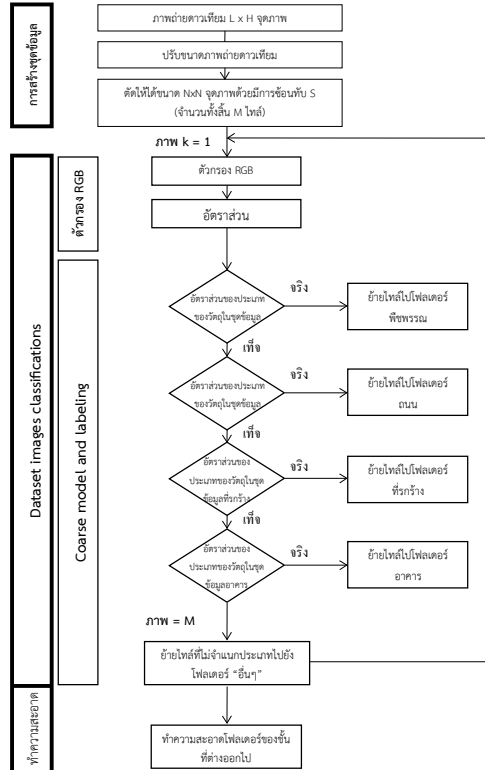 การสร้างชุดข้อมูล
ภาพถ่ายดาวเทียม L x H จุดภาพ
ปรับขนาดภาพถ่ายดาวเทียม
ตัดให้ได้ขนาด NxN จุดภาพด้วยมีการซ้อนทับ S
(จำนวนทั้งสิ้น M ไทล์)
ภาพ k = 1
Dataset images classifications
ตัวกรอง RGB
ตัวกรอง RGB
อัตราส่วน
Coarse model and labeling
อัตราส่วนของประเภท
ของวัตถุในชุดข้อมูล
จริง
ย้ายไทล์ไปโฟลเดอร์
พืชพรรณ
เท็จ
อัตราส่วนของประเภท
ของวัตถุในชุดข้อมูล
จริง
ย้ายไทล์ไปโฟลเดอร์
ถนน
เท็จ
อัตราส่วนของ
ประเภทของวัตถุในชุด
ข้อมูลที่รกร้าง
จริง
ย้ายไทล์ไปโฟลเดอร์
ที่รกร้าง
เท็จ
อัตราส่วนของ
ประเภทของวัตถุในชุด
ข้อมูลอาคาร
จริง
ย้ายไทล์ไปโฟลเดอร์
อาคาร
ภาพ = M
ย้ายไทล์ที่ไม่จำแนกประเภทไปยัง
โฟลเดอร์ "อื่นๆ"
ทำความสะอาด
ทำความสะอาดโฟลเดอร์ของชั้น
ที่ต่างออกไป